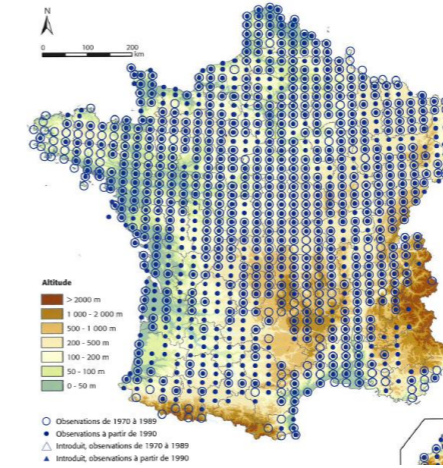 N
0 100 200
km
Altitude
> 2000 m
1 000 - 2 000 m
500 - 1 000 m
200 - 500 m
100 - 200 m
50 - 100 m
0 - 50 m
Observations de 1970 à 1989
Observations à partir de 1990
Introduit, observations de 1970 à 1989
Introduit, observations à partir de 1990